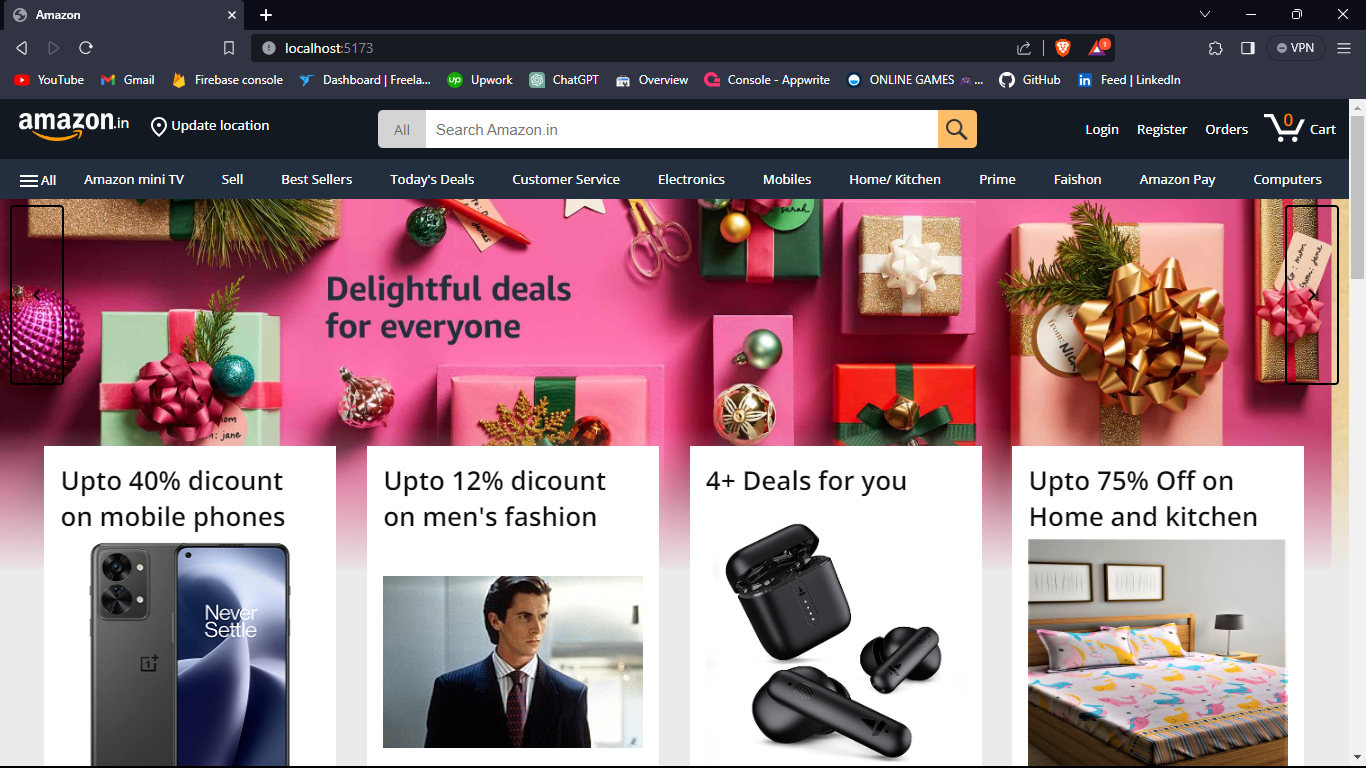 Amazon
localhost:5173
1
VPN
YouTube
Gmail
Firebase console
Dashboard | Freela...
Upwork
ChatGPT
Overview
Console - Appwrite
ONLINE GAMES 🎮 ...
GitHub
Feed | LinkedIn
amazon.in
Update location
All
Search Amazon.in
Login
Register
Orders
0
Cart
All
Amazon mini TV
Sell
Best Sellers
Today's Deals
Customer Service
Electronics
Mobiles
Home/ Kitchen
Prime
Faishon
Amazon Pay
Computers
Delightful deals
for everyone
Upto 40% dicount
on mobile phones
Upto 12% dicount
on men's fashion
4+ Deals for you
Upto 75% Off on
Home and kitchen
Never
Settle